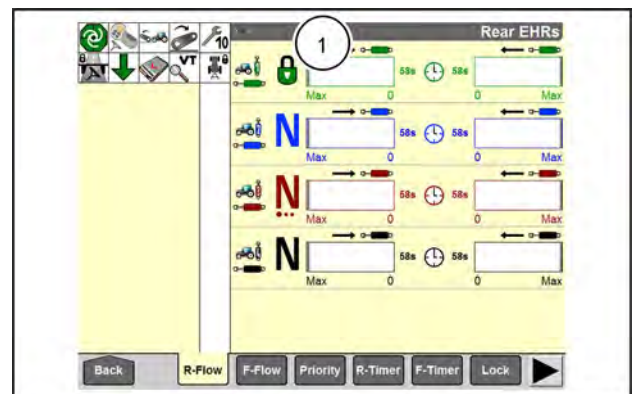 Rear EHRs
1
10
VT
58s 58s
Max 0 0 Max
N 58s 58s
Max 0 0 Max
N 58s 58s
Max 0 0 Max
N 58s 58s
Max 0 0 Max
Back R-Flow F-Flow Priority R-Timer F-Timer Lock